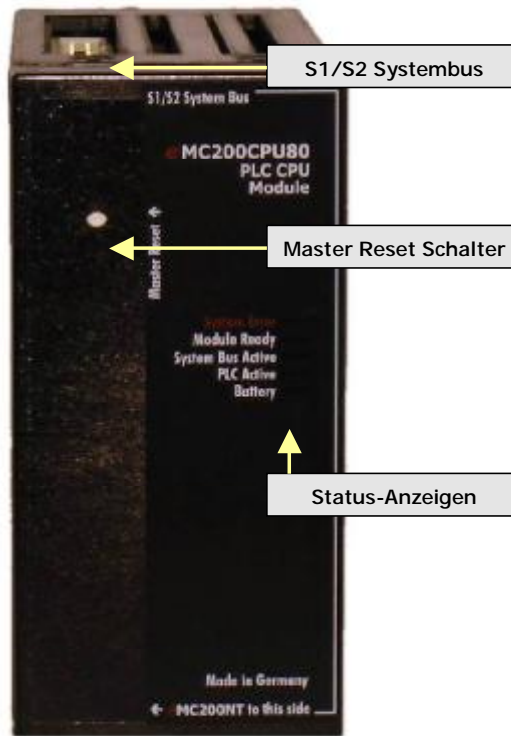 S1/S2 Systembus
S1/S2 System Bus
eMC200CPU80
PLC CPU
Module
Master Reset
Master Reset Schalter
System Error
Module Ready
System Bus Active
PLC Active
Battery
Status-Anzeigen
Made in Germany
← MC200NT to this side